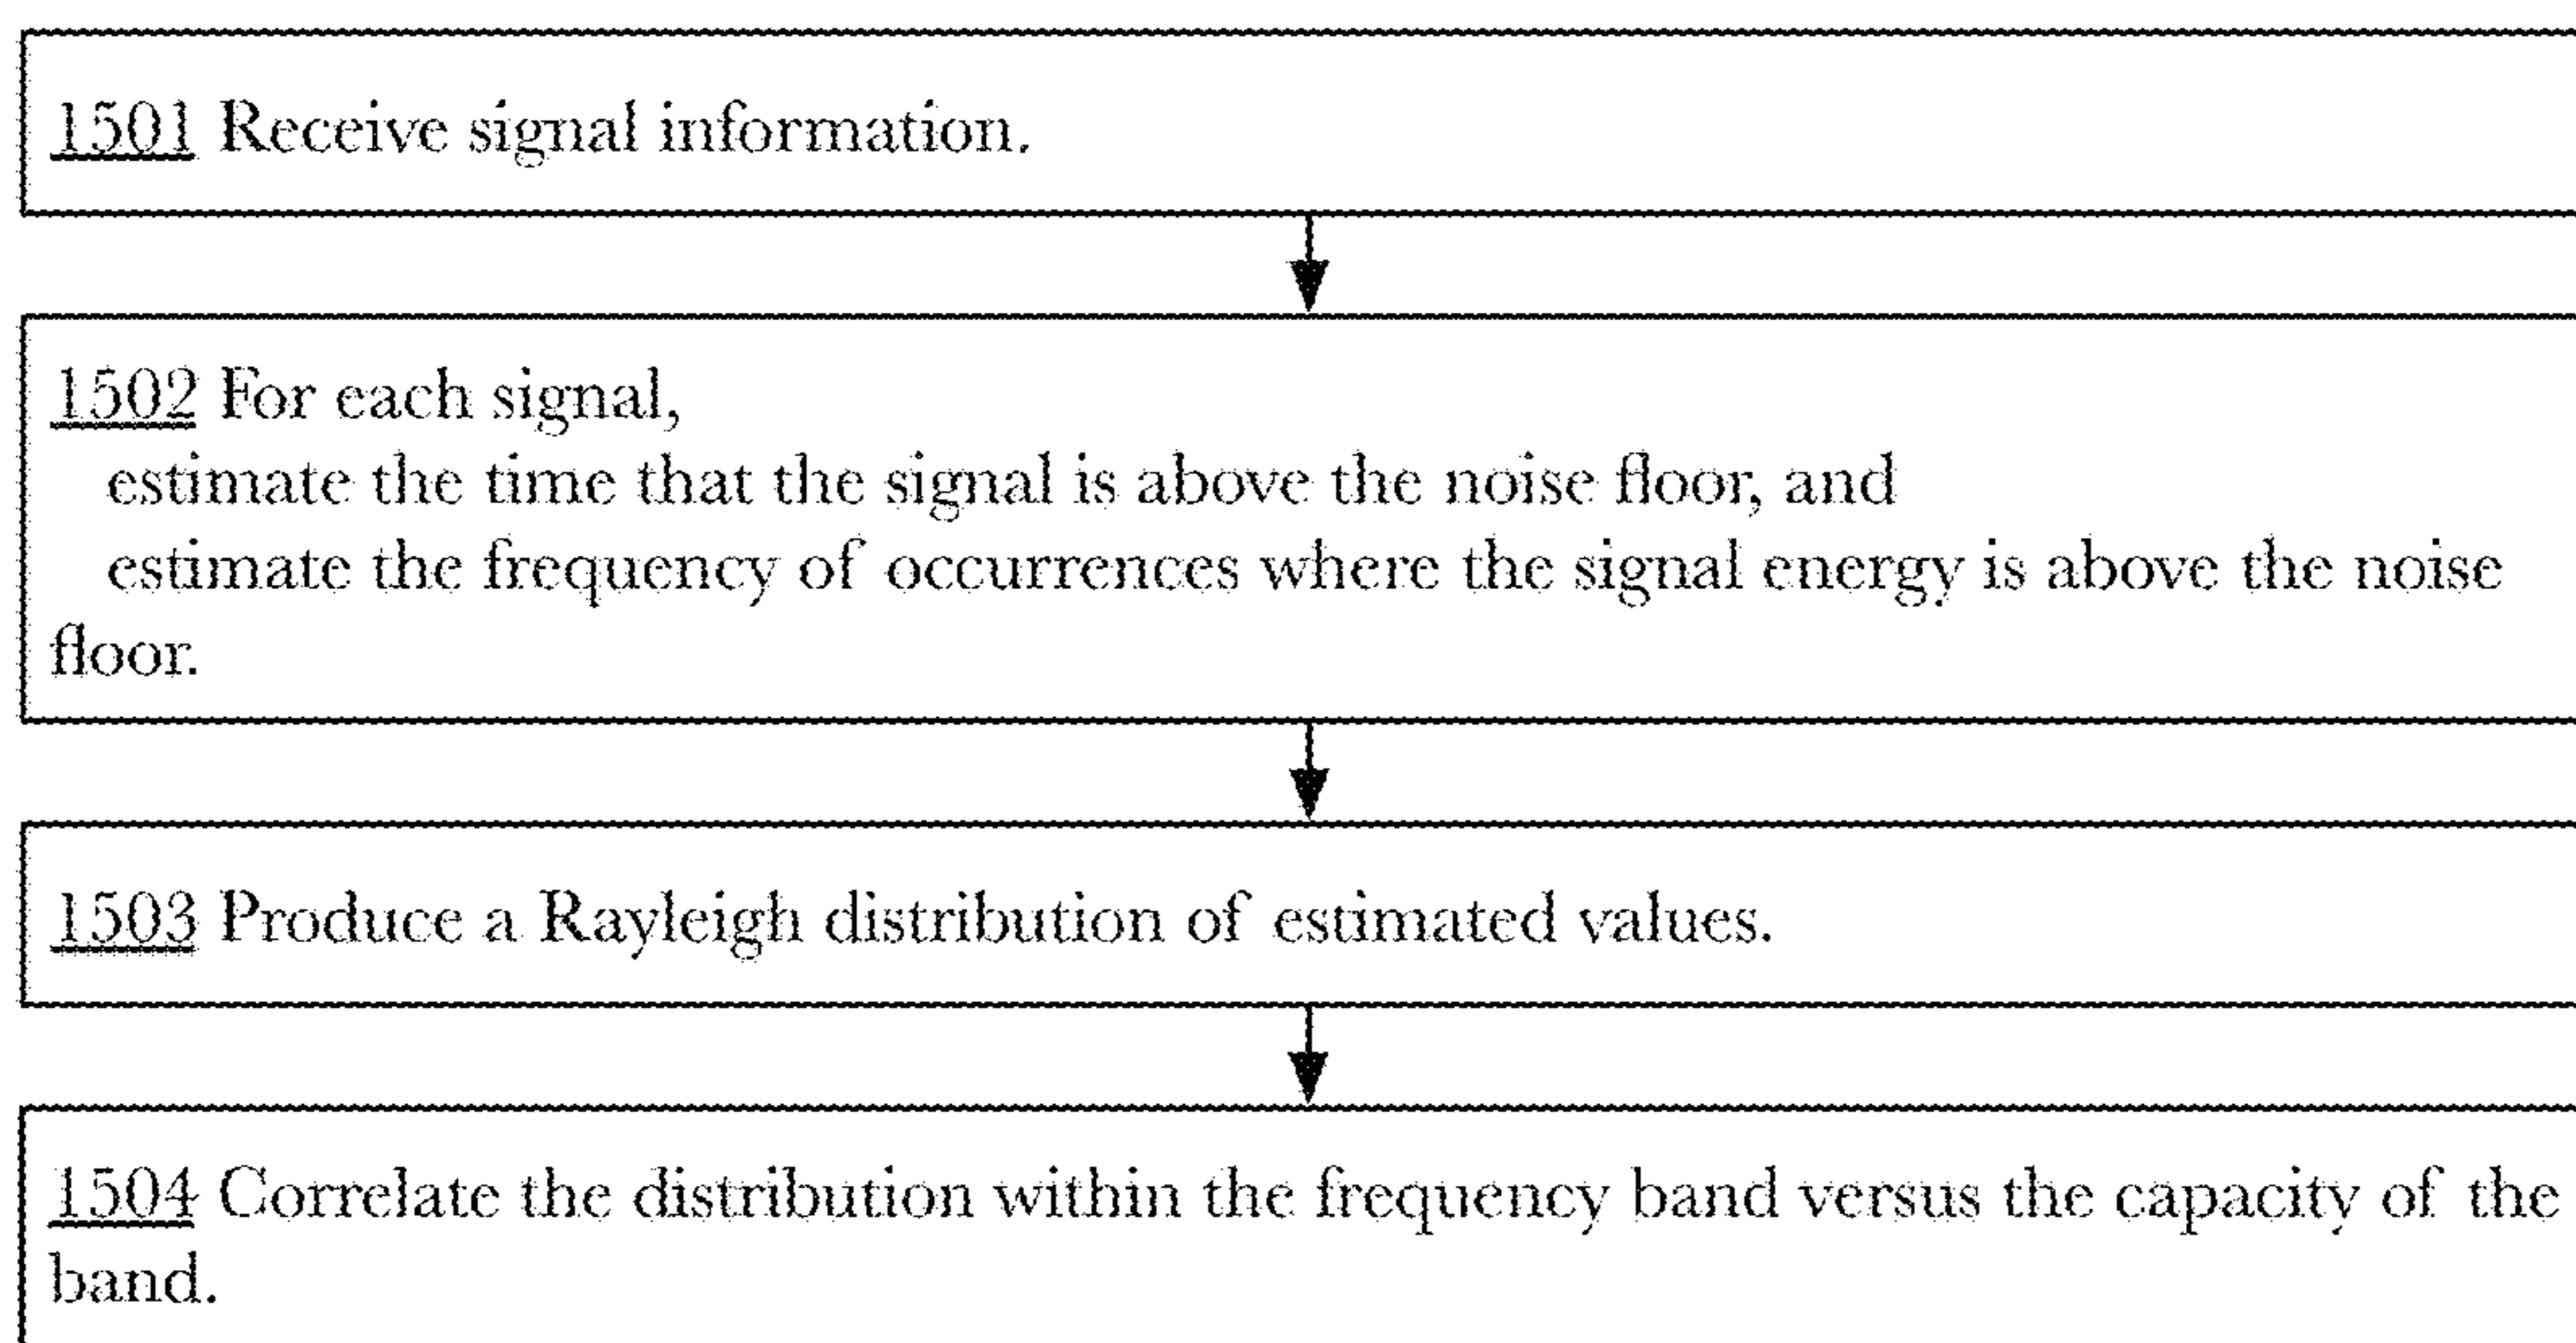 1501 Receive signal information.
1502 For each signal,
estimate the time that the signal is above the noise floor, and
estimate the frequency of occurrences where the signal energy is above the noise
floor.
1503 Produce a Rayleigh distribution of estimated values.
1504 Correlate the distribution within the frequency band versus the capacity of the
band.